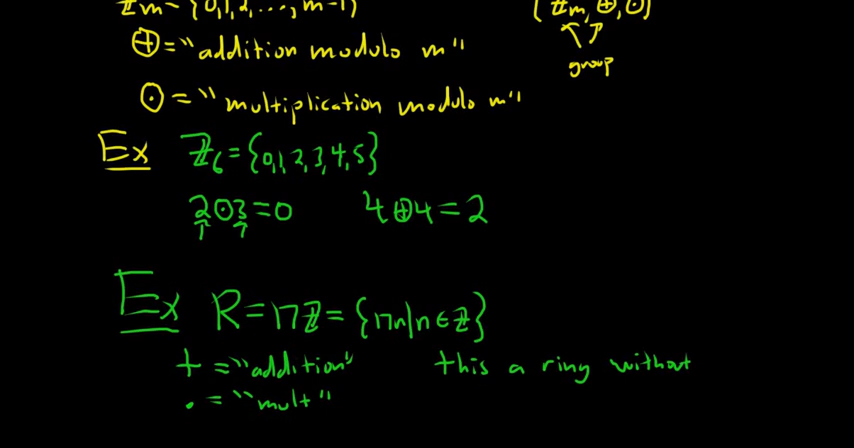 ℤm = {0,1,2,...,m-1} (ℤm, ⊕, ⊙)
⊕ = "addition modulo m"
group
⊙ = "multiplication modulo m"
Ex ℤ₆ = {0,1,2,3,4,5}
2⊙3=0 4⊕4=2
Ex R=17ℤ={17n|n∈ℤ}
+ = "addition" this a ring without
· = "mult"